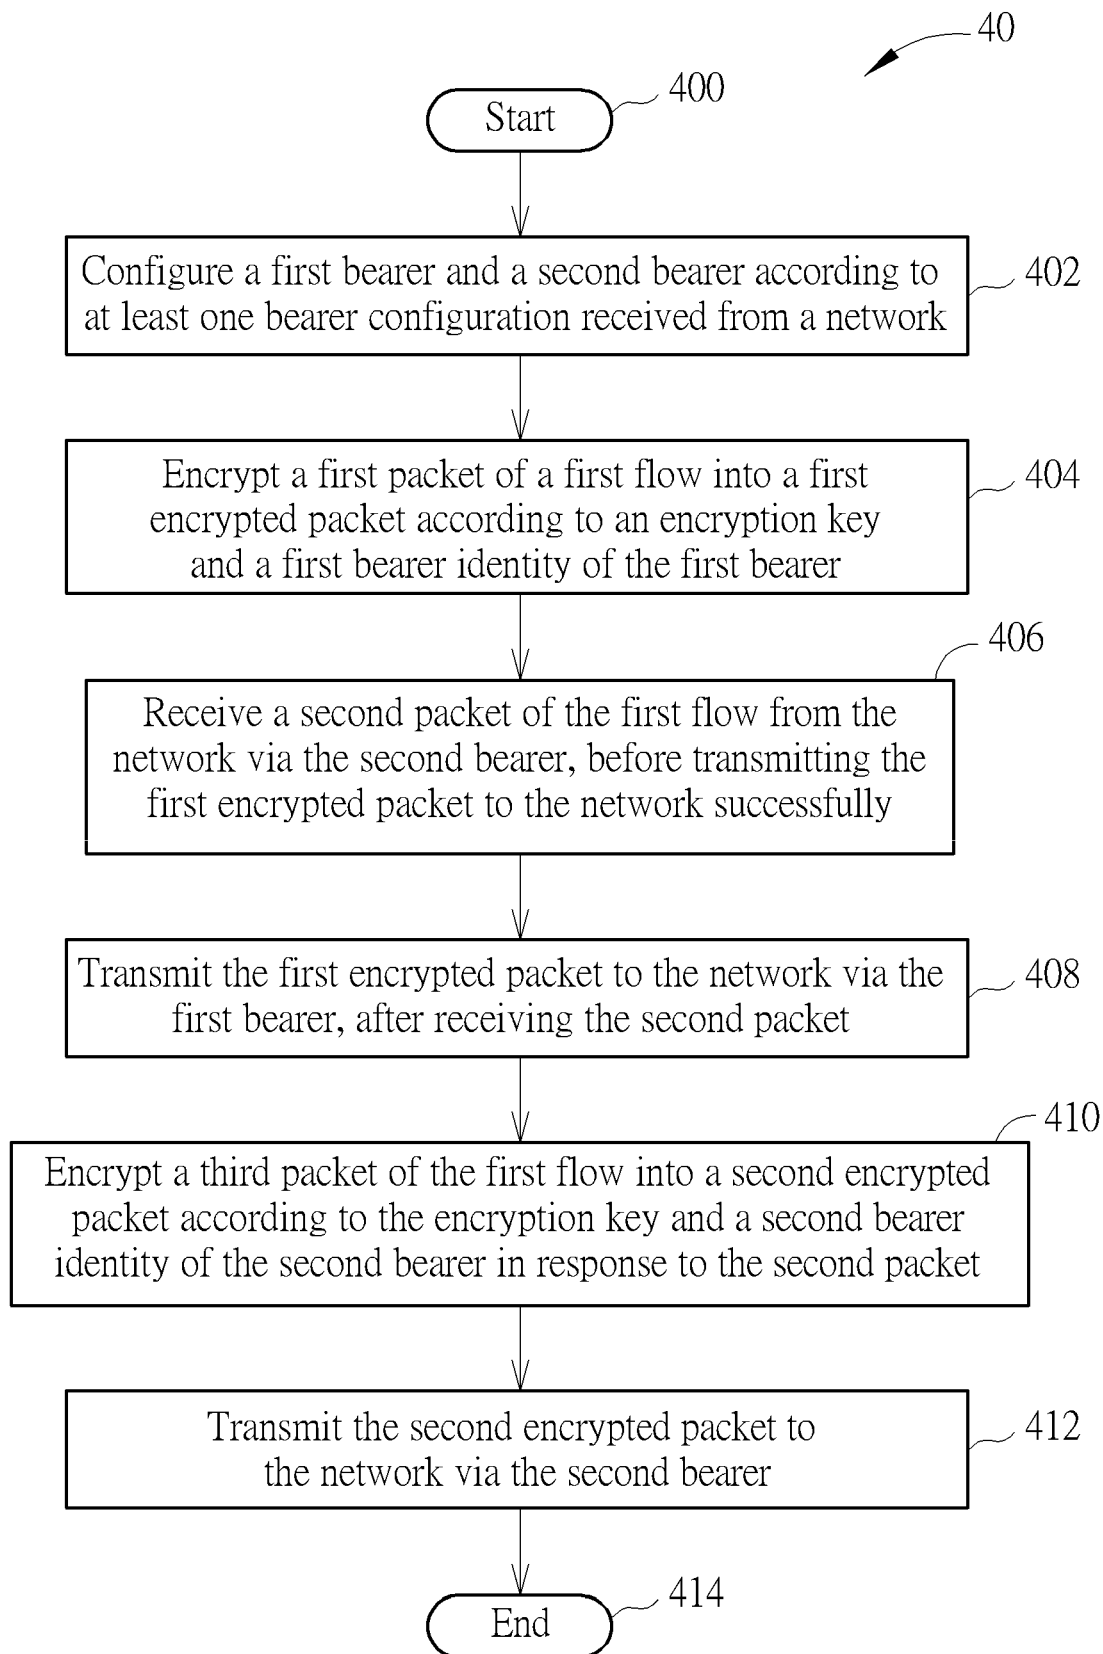 40
Start
400
Configure a first bearer and a second bearer according to
at least one bearer configuration received from a network
402
Encrypt a first packet of a first flow into a first
encrypted packet according to an encryption key
and a first bearer identity of the first bearer
404
406
Receive a second packet of the first flow from the
network via the second bearer, before transmitting the
first encrypted packet to the network successfully
Transmit the first encrypted packet to the network via the
first bearer, after receiving the second packet
408
410
Encrypt a third packet of the first flow into a second encrypted
packet according to the encryption key and a second bearer
identity of the second bearer in response to the second packet
Transmit the second encrypted packet to
the network via the second bearer
412
End
414